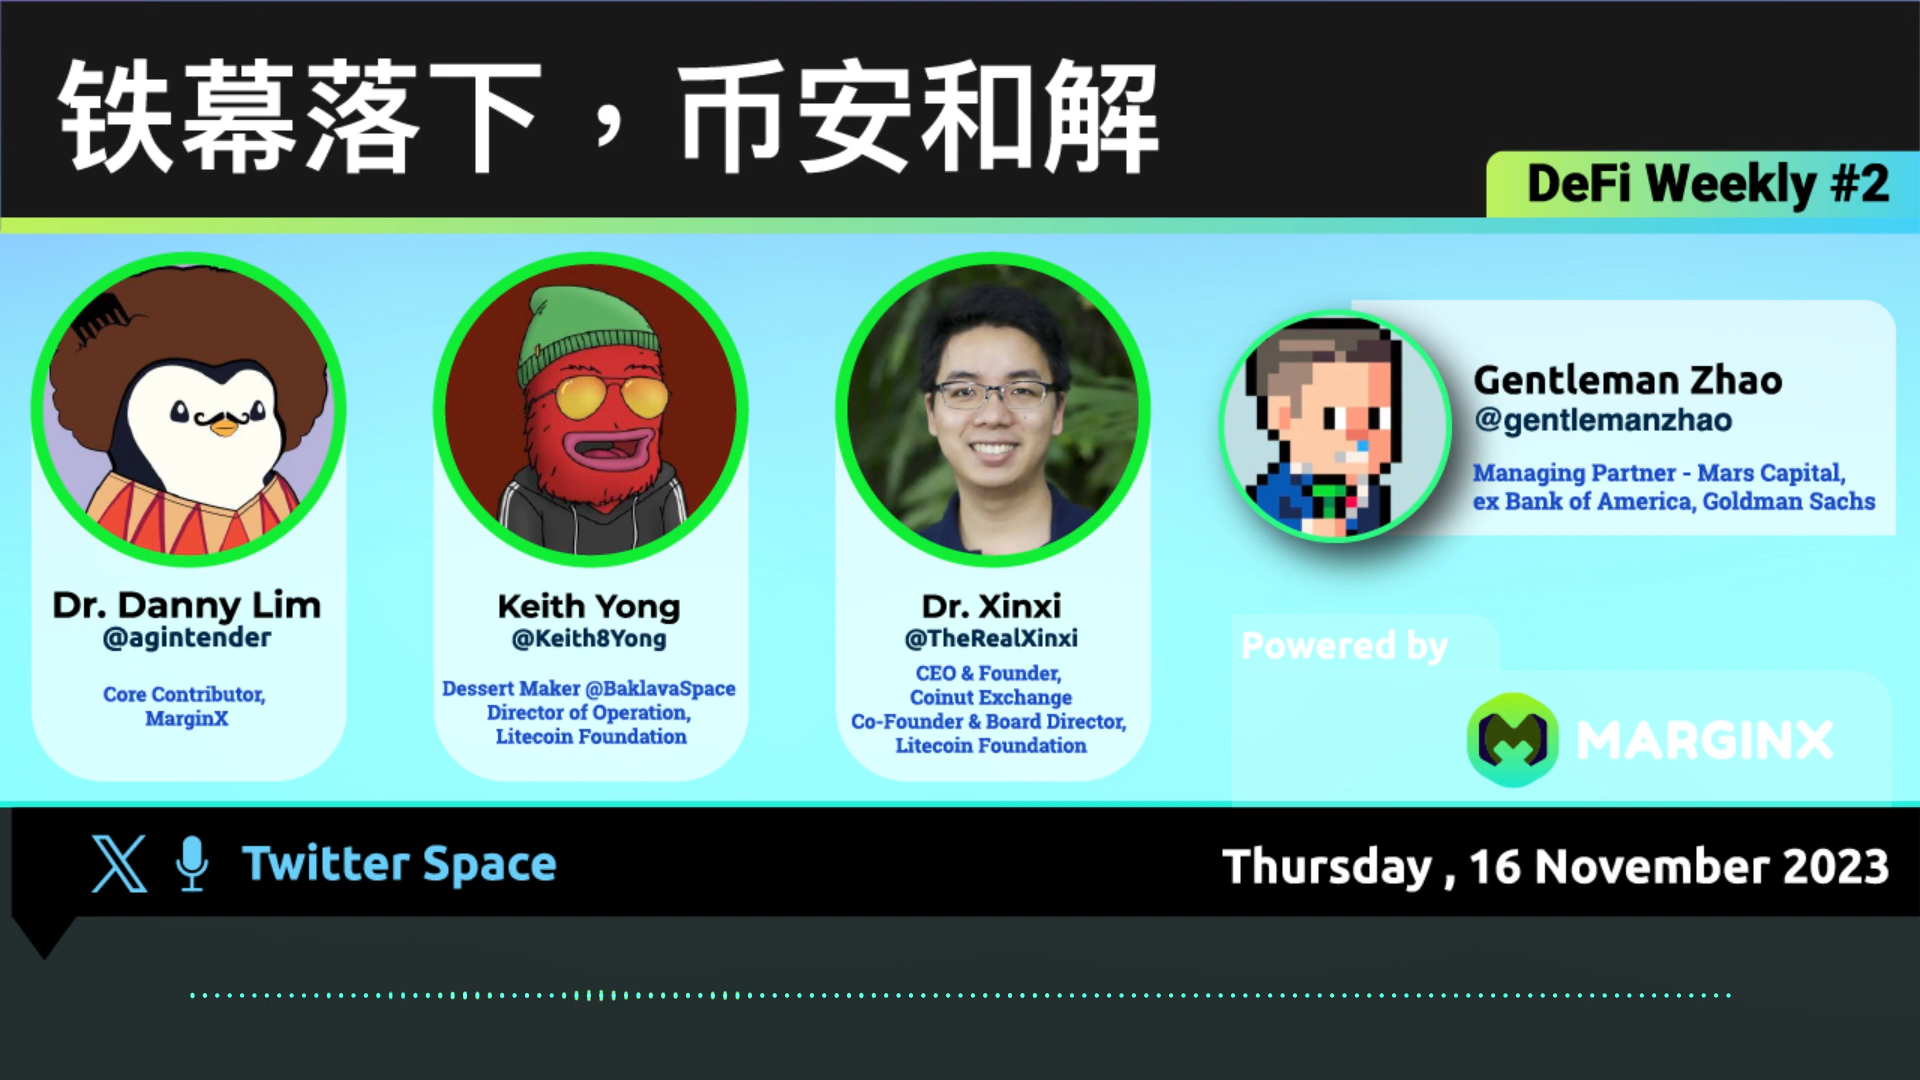 铁幕落下，币安和解
DeFi Weekly #2
Dr. Danny Lim
@agintender
Core Contributor,
MarginX
Keith Yong
@Keith8Yong
Dessert Maker @BaklavaSpace
Director of Operation,
Litecoin Foundation
Dr. Xinxi
@TheRealXinxi
CEO & Founder,
Coinut Exchange
Co-Founder & Board Director,
Litecoin Foundation
Gentleman Zhao
@gentlemanzhao
Managing Partner - Mars Capital,
ex Bank of America, Goldman Sachs
Powered by
MARGINX
Twitter Space
Thursday , 16 November 2023